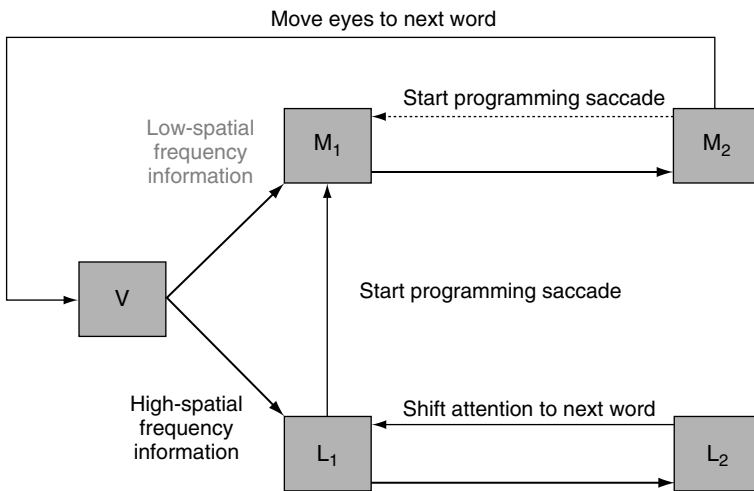 Move eyes to next word
Start programming saccade
Low-spatial
frequency
information
M₁
M₂
V
Start programming saccade
High-spatial
frequency
information
Shift attention to next word
L₁
L₂